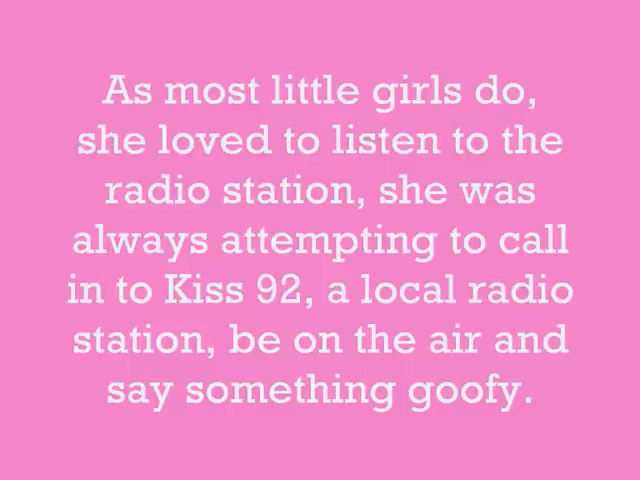 As most little girls do,
she loved to listen to the
radio station, she was
always attempting to call
in to Kiss 92, a local radio
station, be on the air and
say something goofy.